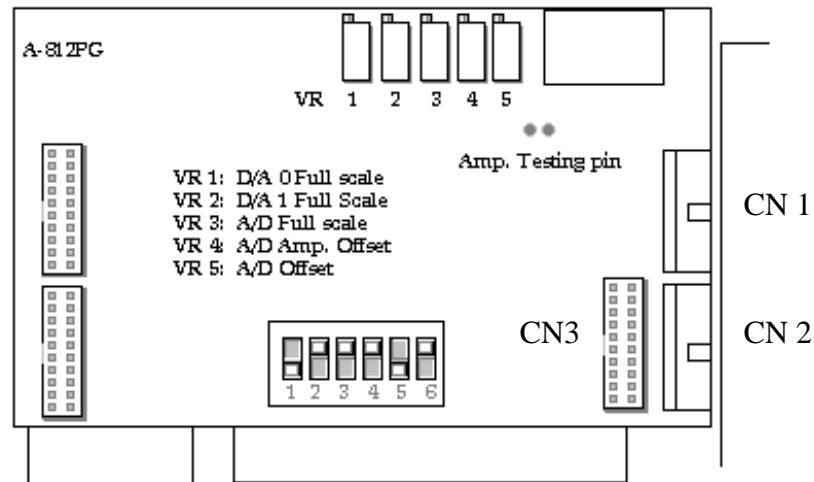 A-812PG
VR 1 2 3 4 5
Amp. Testing pin
VR 1: D/A 0 Full scale
VR 2: D/A 1 Full Scale
VR 3: A/D Full scale
VR 4: A/D Amp. Offset
VR 5: A/D Offset
CN 1
CN3
CN 2
1 2 3 4 5 6